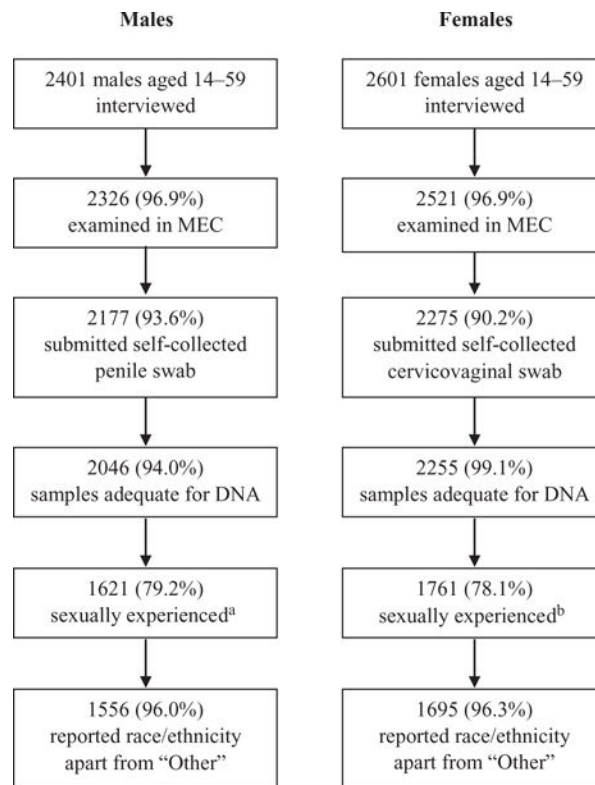 Males
2401 males aged 14–59
interviewed
2326 (96.9%)
examined in MEC
2177 (93.6%)
submitted self-collected
penile swab
2046 (94.0%)
samples adequate for DNA
1621 (79.2%)
sexually experiencedᵃ
1556 (96.0%)
reported race/ethnicity
apart from “Other”
Females
2601 females aged 14–59
interviewed
2521 (96.9%)
examined in MEC
2275 (90.2%)
submitted self-collected
cervicovaginal swab
2255 (99.1%)
samples adequate for DNA
1761 (78.1%)
sexually experiencedᵇ
1695 (96.3%)
reported race/ethnicity
apart from “Other”